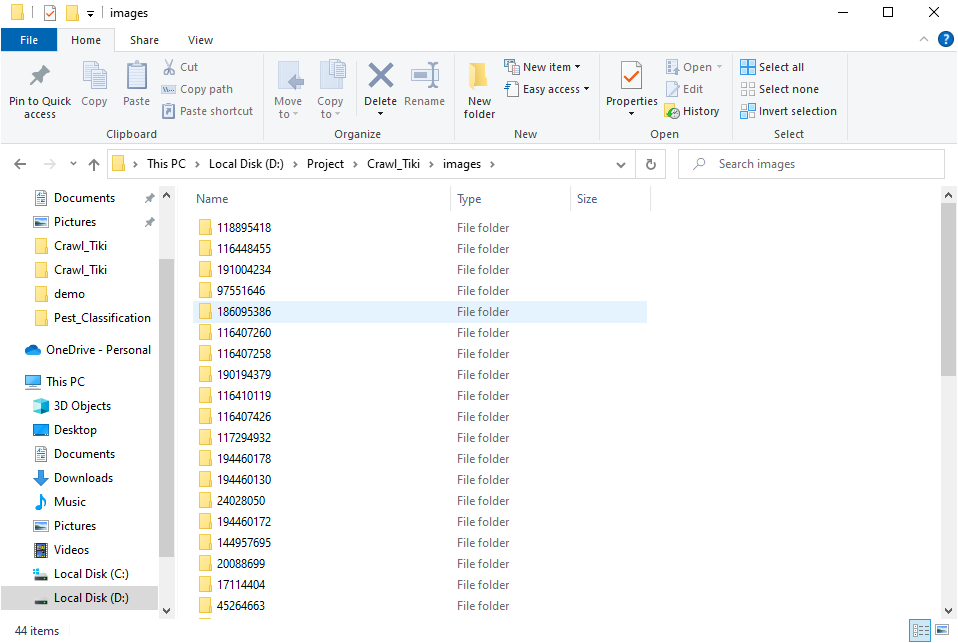 images
File Home Share View
Pin to Quick access
Copy
Paste
Cut
Copy path
Paste shortcut
Clipboard
Move to
Copy to
Delete
Rename
Organize
New folder
New item
Easy access
New
Properties
Open
Edit
History
Open
Select all
Select none
Invert selection
Select
This PC > Local Disk (D:) > Project > Crawl_Tiki > images >
Search images
Documents
Pictures
Crawl_Tiki
Crawl_Tiki
demo
Pest_Classification
OneDrive - Personal
This PC
3D Objects
Desktop
Documents
Downloads
Music
Pictures
Videos
Local Disk (C:)
Local Disk (D:)
Name Type Size
118895418 File folder
116448455 File folder
191004234 File folder
97551646 File folder
186095386 File folder
116407260 File folder
116407258 File folder
190194379 File folder
116410119 File folder
116407426 File folder
117294932 File folder
194460178 File folder
194460130 File folder
24028050 File folder
194460172 File folder
144957695 File folder
20088699 File folder
17114404 File folder
45264663 File folder
44 items